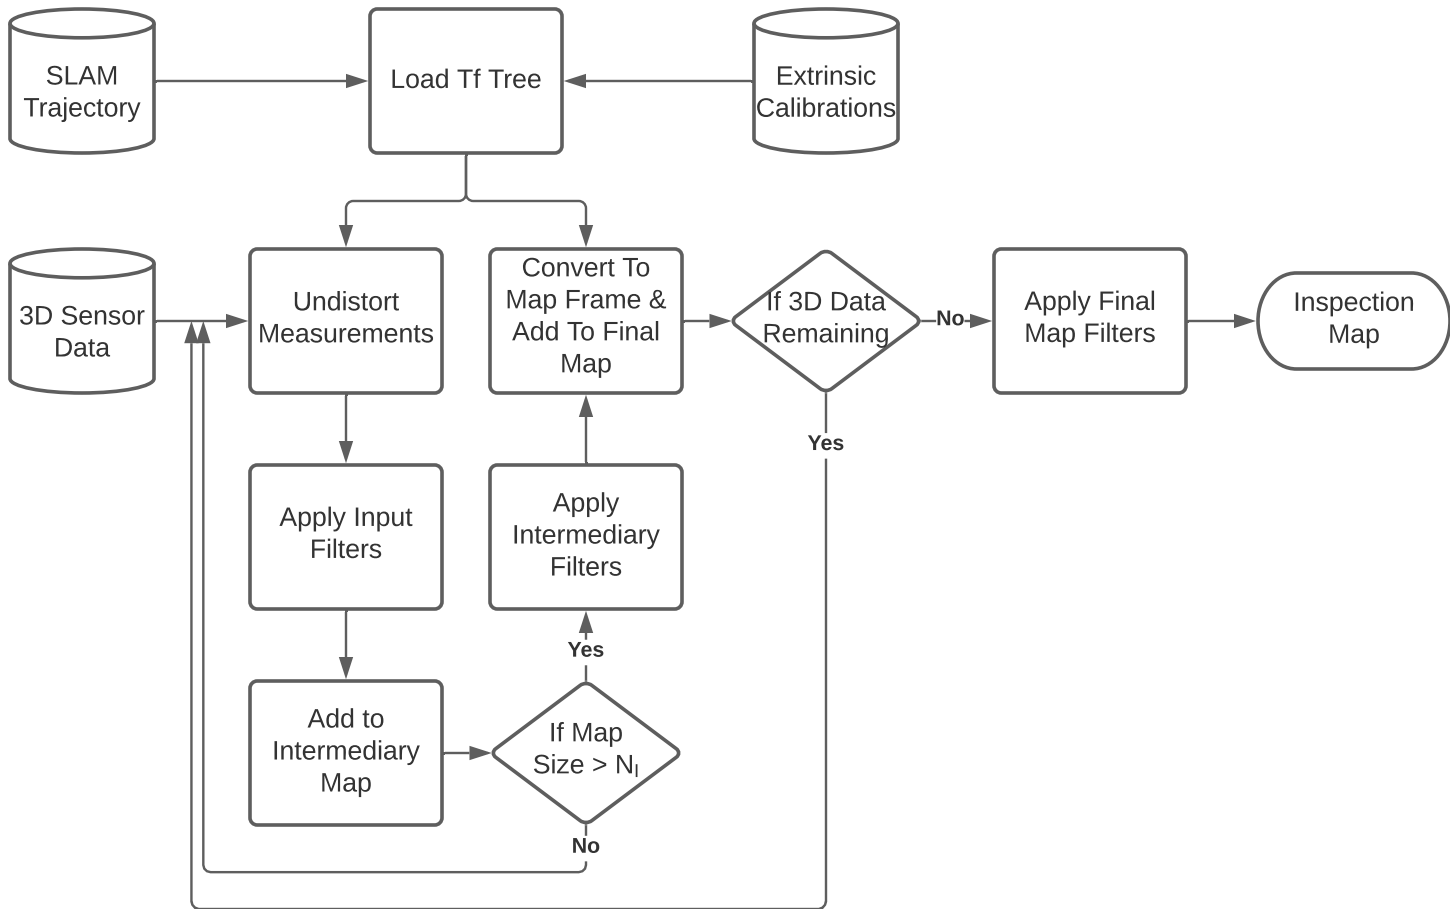 SLAM
Trajectory
Load Tf Tree
Extrinsic
Calibrations
3D Sensor
Data
Undistort
Measurements
Convert To
Map Frame &
Add To Final
Map
If 3D Data
Remaining
No
Apply Final
Map Filters
Inspection
Map
Yes
Apply Input
Filters
Apply
Intermediary
Filters
Yes
Add to
Intermediary
Map
If Map
Size > NI
No